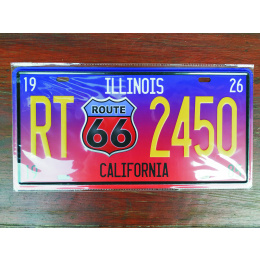 19 ILLINOIS 26
RT ROUTE 66 2450
CALIFORNIA